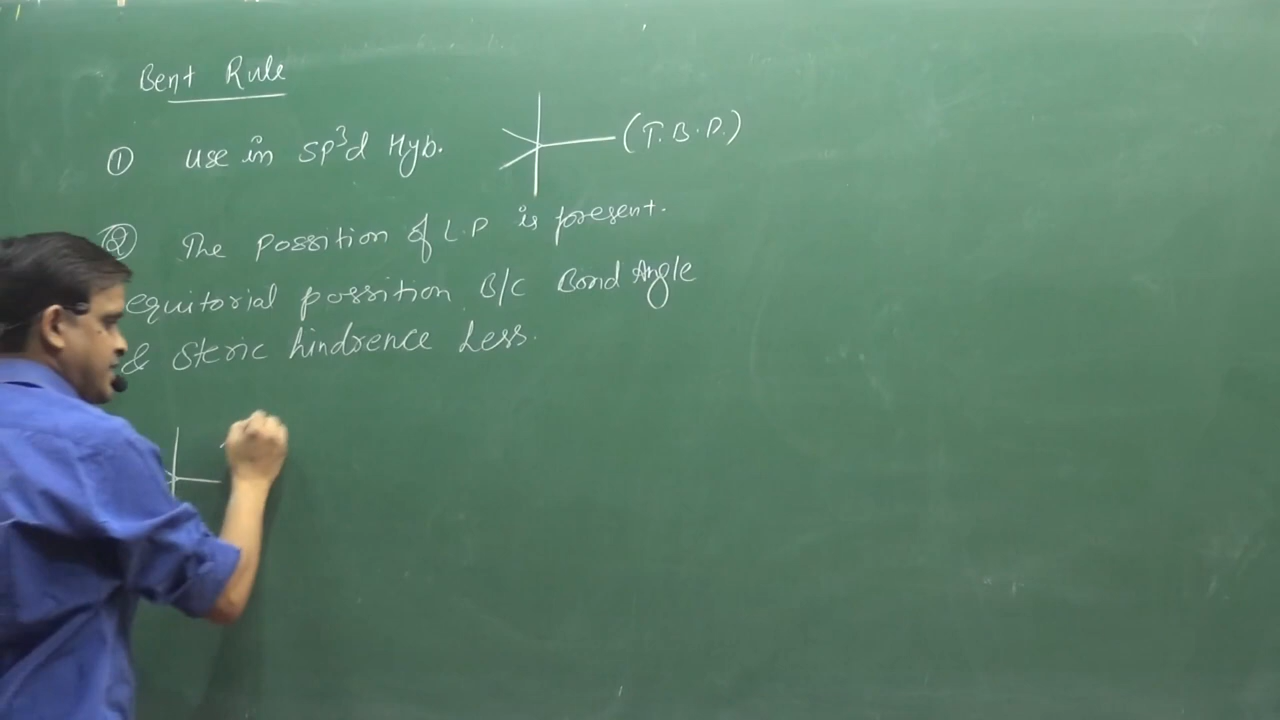 Bent Rule
① use in sp³d Hyb. (T.B.P.)
② The possition of L.P is present.
equitorial possition B/C Bond Angle
& Steric hindrence Less.